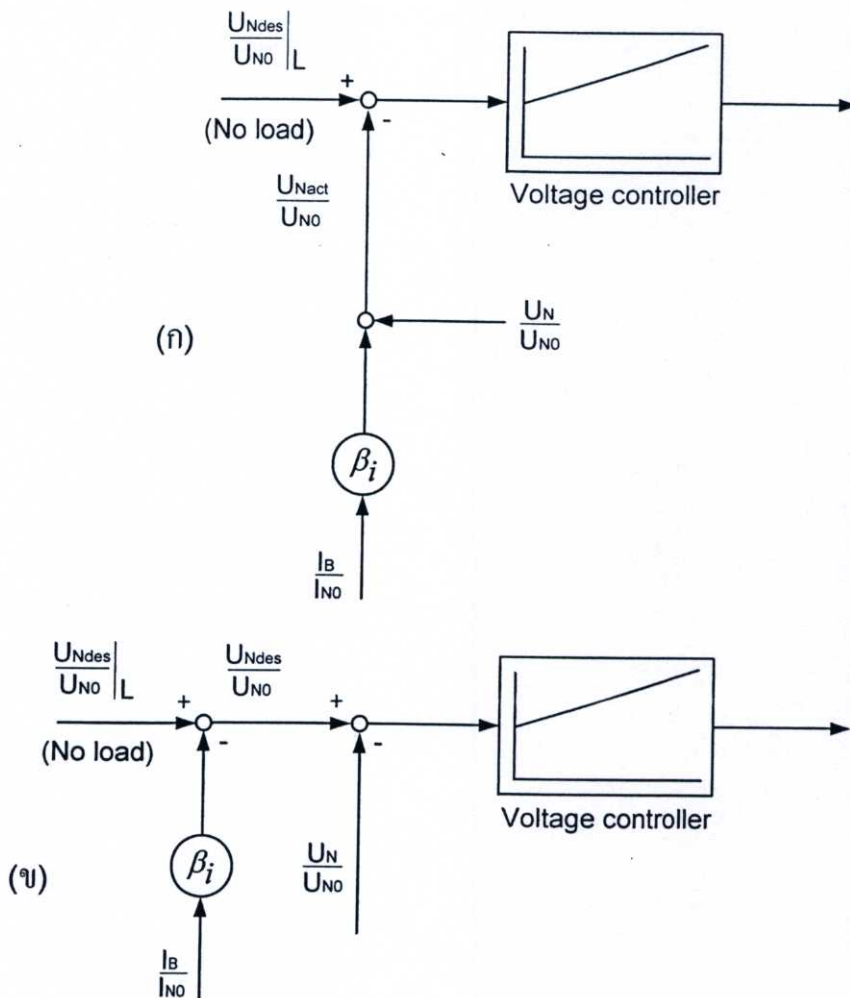 UNdes
UN0 L
+
(No load)
-
UNact
UN0
Voltage controller
(ก)
UN
UN0
βi
IB
IN0
UNdes
UN0 L
UNdes
UN0
+
+
(No load)
-
-
Voltage controller
(ข)
βi
UN
UN0
IB
IN0